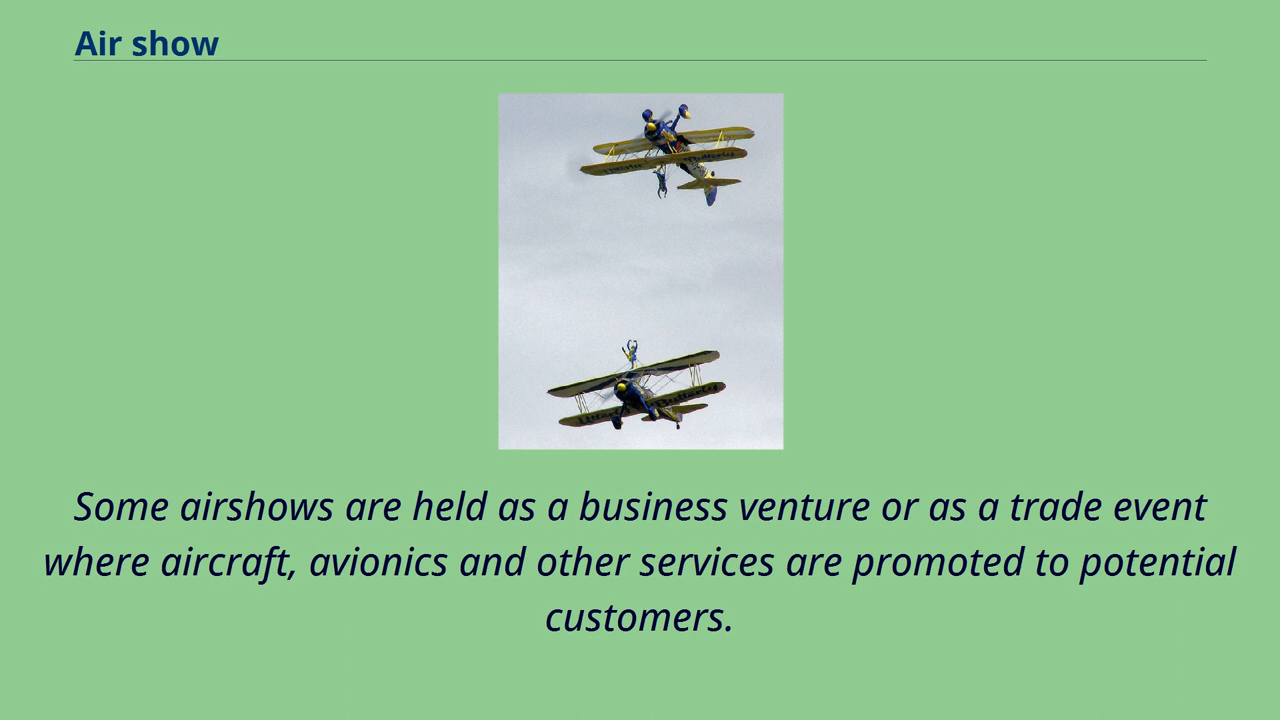 Air show
Some airshows are held as a business venture or as a trade event
where aircraft, avionics and other services are promoted to potential
customers.